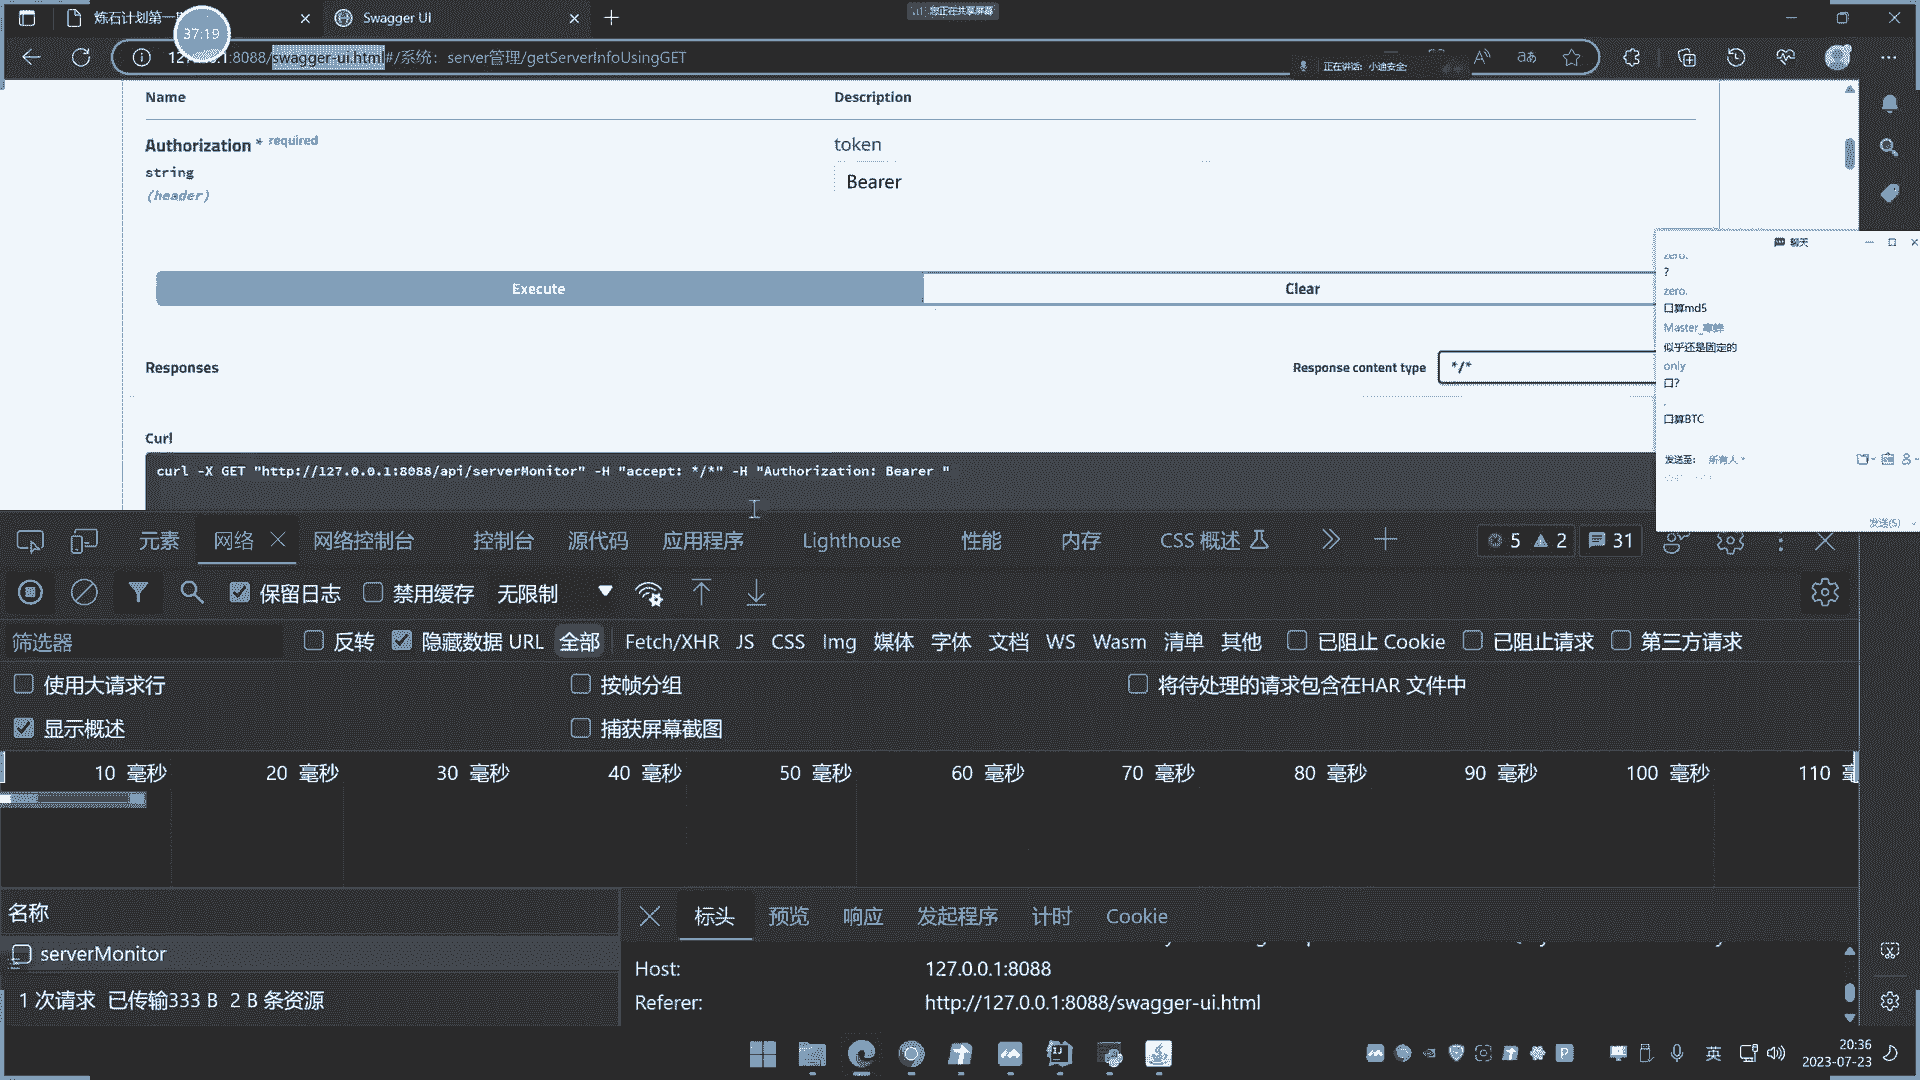 炼石计划第一
37:19
Swagger UI
您正在共享屏幕
:8088/swagger-ui.html#/系统：server管理/getServerInfoUsingGET
正在讲话: 小迪安全;
Name
Description
Authorization * required
string
(header)
token
Bearer
Execute
Clear
Responses
Response content type
*/*
Curl
curl -X GET "http://127.0.0.1:8088/api/serverMonitor" -H "accept: */*" -H "Authorization: Bearer "
聊天
zero.
?
zero.
口算md5
似乎还是固定的
only
口?
口算BTC
发送至: 所有人
发送(S)
元素
网络
网络控制台
控制台
源代码
应用程序
Lighthouse
性能
内存
CSS 概述
5
2
31
保留日志
禁用缓存
无限制
筛选器
反转
隐藏数据 URL
全部
Fetch/XHR
JS
CSS
Img
媒体
字体
文档
WS
Wasm
清单
其他
已阻止 Cookie
已阻止请求
第三方请求
使用大请求行
按帧分组
将待处理的请求包含在HAR 文件中
显示概述
捕获屏幕截图
10 毫秒
20 毫秒
30 毫秒
40 毫秒
50 毫秒
60 毫秒
70 毫秒
80 毫秒
90 毫秒
100 毫秒
110
名称
标头
预览
响应
发起程序
计时
Cookie
serverMonitor
Host:
127.0.0.1:8088
Referer:
http://127.0.0.1:8088/swagger-ui.html
1 次请求 已传输333 B 2 B 条资源
英
20:36
2023-07-23